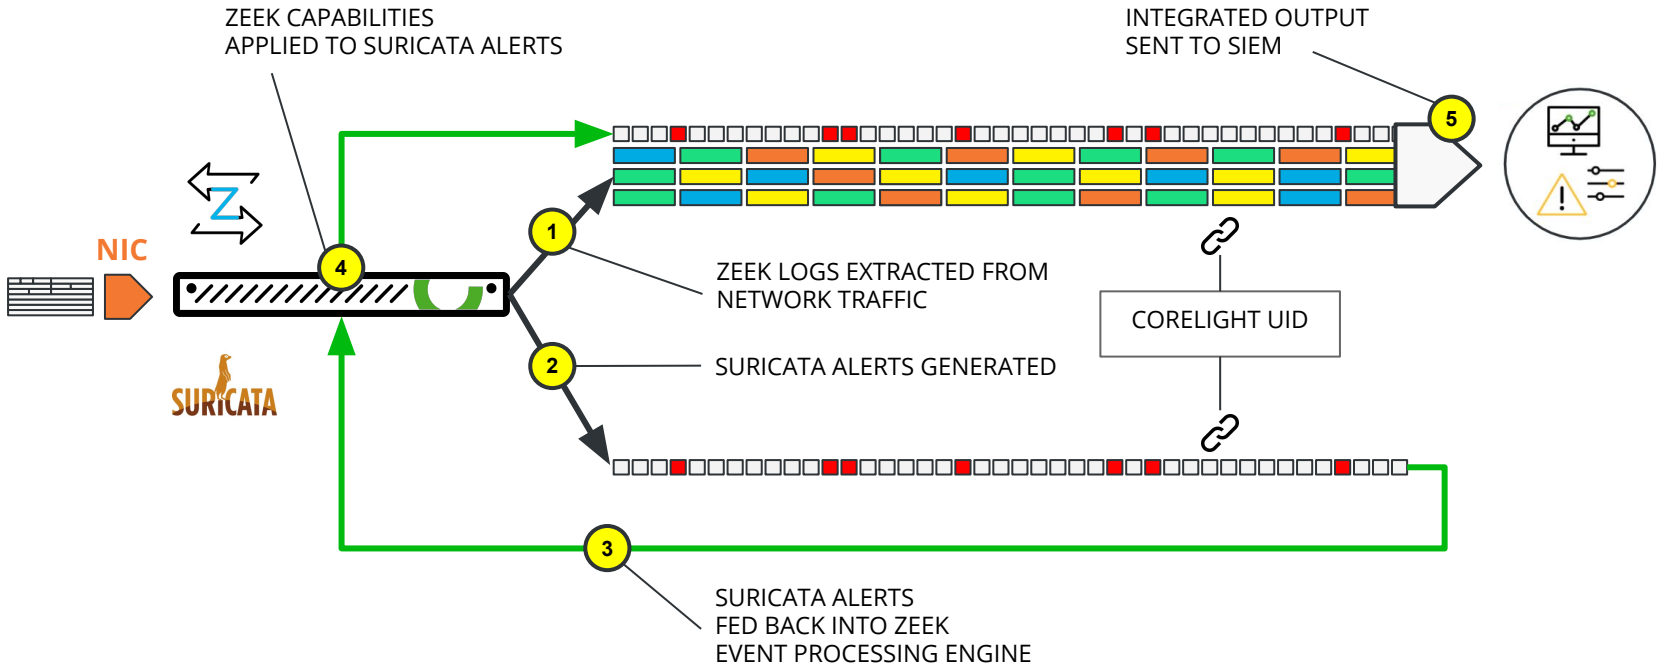 ZEEK CAPABILITIES
APPLIED TO SURICATA ALERTS
INTEGRATED OUTPUT
SENT TO SIEM
5
Z
NIC
4
1
ZEEK LOGS EXTRACTED FROM
NETWORK TRAFFIC
CORELIGHT UID
2
SURICATA ALERTS GENERATED
SURICATA
3
SURICATA ALERTS
FED BACK INTO ZEEK
EVENT PROCESSING ENGINE